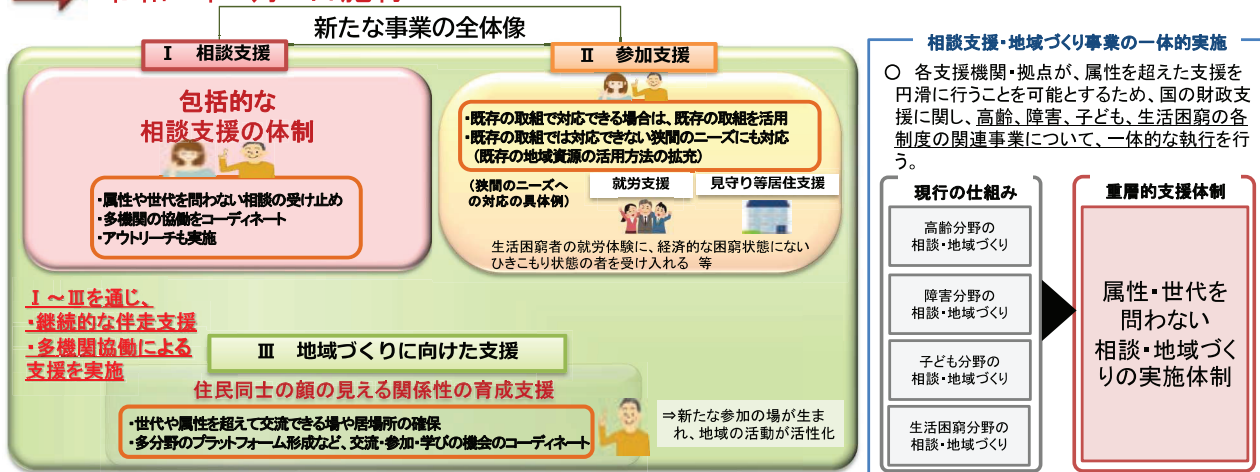 新たな事業の全体像
Ⅰ 相談支援
包括的な
相談支援の体制
・属性や世代を問わない相談の受け止め
・多機関の協働をコーディネート
・アウトリーチも実施
Ⅱ 参加支援
・既存の取組で対応できる場合は、既存の取組を活用
・既存の取組では対応できない狭間のニーズにも対応
（既存の地域資源の活用方法の拡充）
（狭間のニーズへ
の対応の具体例）
就労支援
見守り等居住支援
生活困窮者の就労体験に、経済的な困窮状態にない
ひきこもり状態の者を受け入れる 等
Ⅰ～Ⅲを通じ、
・継続的な伴走支援
・多機関協働による
支援を実施
Ⅲ 地域づくりに向けた支援
住民同士の顔の見える関係性の育成支援
・世代や属性を超えて交流できる場や居場所の確保
・多分野のプラットフォーム形成など、交流・参加・学びの機会のコーディネート
⇒新たな参加の場が生ま
れ、地域の活動が活性化
相談支援・地域づくり事業の一体的実施
○ 各支援機関・拠点が、属性を超えた支援を
円滑に行うことを可能とするため、国の財政支
援に関し、高齢、障害、子ども、生活困窮の各
制度の関連事業について、一体的な執行を行
う。
現行の仕組み
高齢分野の
相談・地域づくり
障害分野の
相談・地域づくり
子ども分野の
相談・地域づくり
生活困窮分野の
相談・地域づくり
重層的支援体制
属性・世代を
問わない
相談・地域づく
りの実施体制